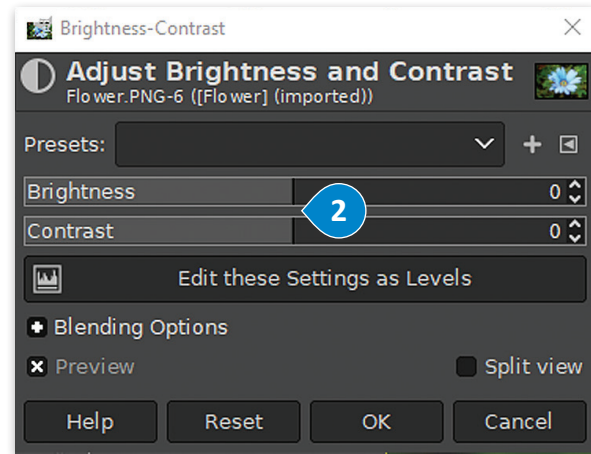 Brightness-Contrast
Adjust Brightness and Contrast
Flower.PNG-6 ([Flower] (imported))
Presets:
Brightness 0
2
Contrast 0
Edit these Settings as Levels
Blending Options
Preview Split view
Help Reset OK Cancel